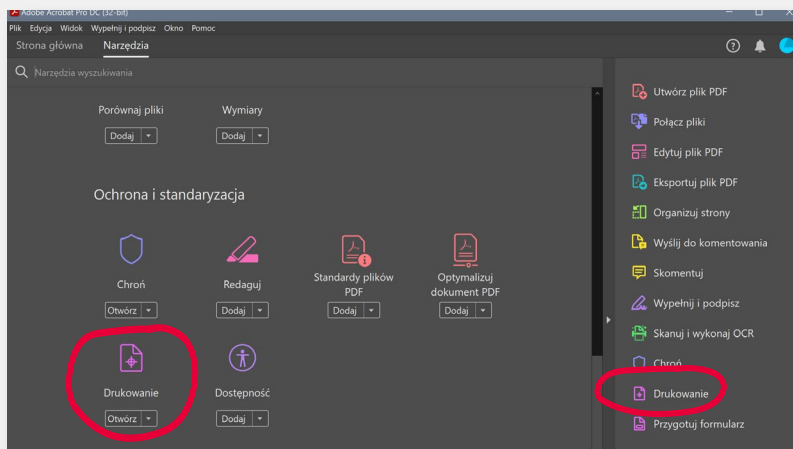 Adobe Acrobat Pro DC (32-bit)
Plik Edycja Widok Wypełnij i podpisz Okno Pomoc
Strona główna Narzędzia
Narzędzia wyszukiwania
Porównaj pliki Wymiary
Dodaj Dodaj
Ochrona i standaryzacja
Chroń Redaguj Standardy plików PDF Optymalizuj dokument PDF
Otwórz Dodaj Dodaj Dodaj
Drukowanie Dostępność
Otwórz Dodaj
Utwórz plik PDF
Połącz pliki
Edytuj plik PDF
Eksportuj plik PDF
Organizuj strony
Wyślij do komentowania
Skomentuj
Wypełnij i podpisz
Skanuj i wykonaj OCR
Chroń
Drukowanie
Przygotuj formularz